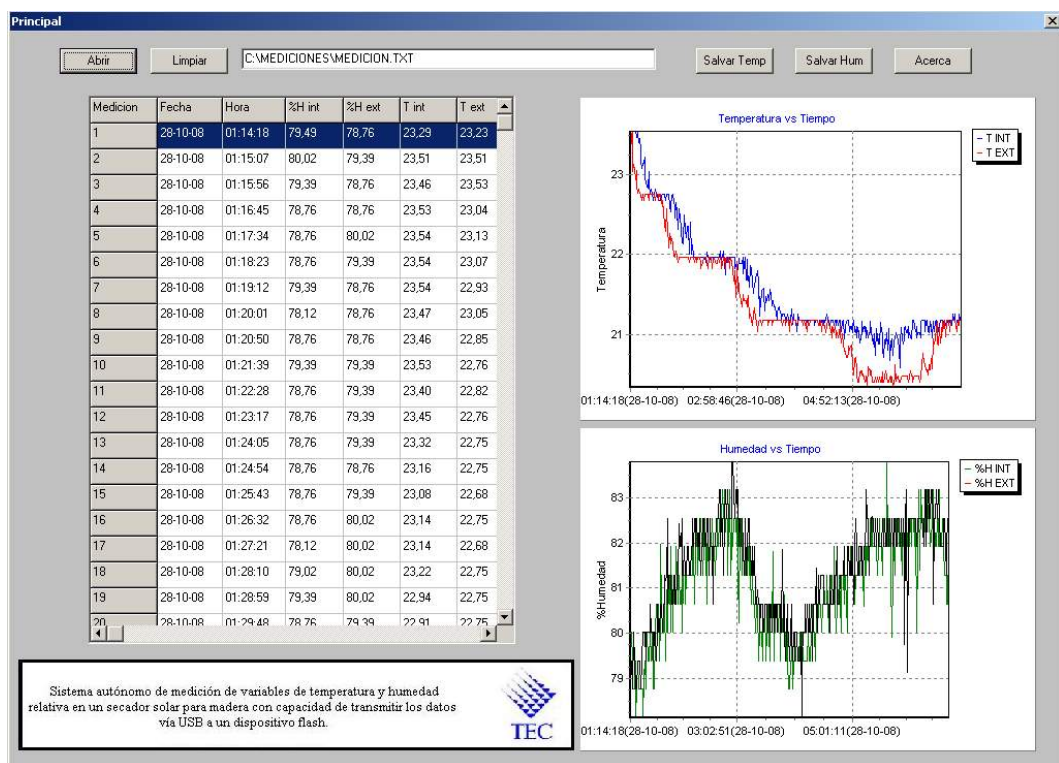 Principal
Abrir Limpiar C:\MEDICIONES\MEDICION.TXT Salvar Temp Salvar Hum Acerca
Medicion Fecha Hora %H int %H ext T int T ext
1 28-10-08 01:14:18 79,49 78,76 23,29 23,23
2 28-10-08 01:15:07 80,02 79,39 23,51 23,51
3 28-10-08 01:15:56 79,39 78,76 23,46 23,53
4 28-10-08 01:16:45 78,76 78,76 23,53 23,04
5 28-10-08 01:17:34 78,76 80,02 23,54 23,13
6 28-10-08 01:18:23 78,76 79,39 23,54 23,07
7 28-10-08 01:19:12 79,39 78,76 23,54 22,93
8 28-10-08 01:20:01 78,12 78,76 23,47 23,05
9 28-10-08 01:20:50 78,76 78,76 23,46 22,85
10 28-10-08 01:21:39 79,39 79,39 23,53 22,76
11 28-10-08 01:22:28 78,76 79,39 23,40 22,82
12 28-10-08 01:23:17 78,76 79,39 23,45 22,76
13 28-10-08 01:24:05 78,76 79,39 23,32 22,75
14 28-10-08 01:24:54 78,76 78,76 23,16 22,75
15 28-10-08 01:25:43 78,76 79,39 23,08 22,68
16 28-10-08 01:26:32 78,76 80,02 23,14 22,75
17 28-10-08 01:27:21 78,12 80,02 23,14 22,68
18 28-10-08 01:28:10 79,02 80,02 23,22 22,75
19 28-10-08 01:28:59 79,39 80,02 22,94 22,75
20 28-10-08 01:29:48 78,76 79,39 22,91 22,75
Temperatura vs Tiempo
T INT
T EXT
Temperatura
23
22
21
01:14:18(28-10-08) 02:58:46(28-10-08) 04:52:13(28-10-08)
Humedad vs Tiempo
%H INT
%H EXT
%Humedad
83
82
81
80
79
01:14:18(28-10-08) 03:02:51(28-10-08) 05:01:11(28-10-08)
Sistema autónomo de medición de variables de temperatura y humedad
relativa en un secador solar para madera con capacidad de transmitir los datos
vía USB a un dispositivo flash.
TEC